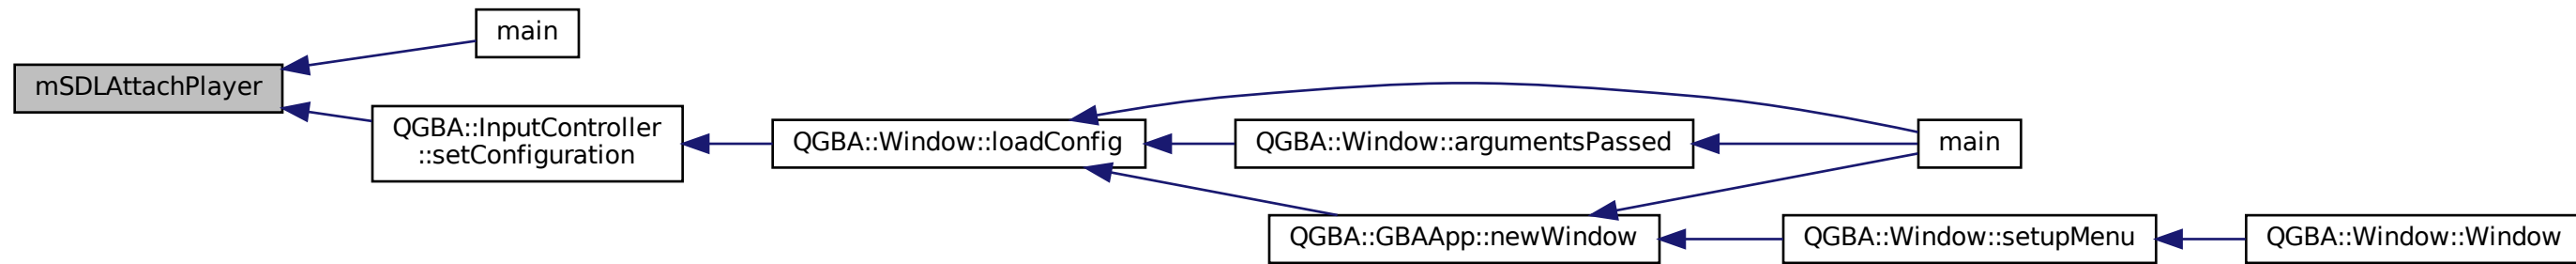 main
mSDLAttachPlayer
QGBA::InputController
::setConfiguration
QGBA::Window::loadConfig
QGBA::Window::argumentsPassed
main
QGBA::GBAApp::newWindow
QGBA::Window::setupMenu
QGBA::Window::Window